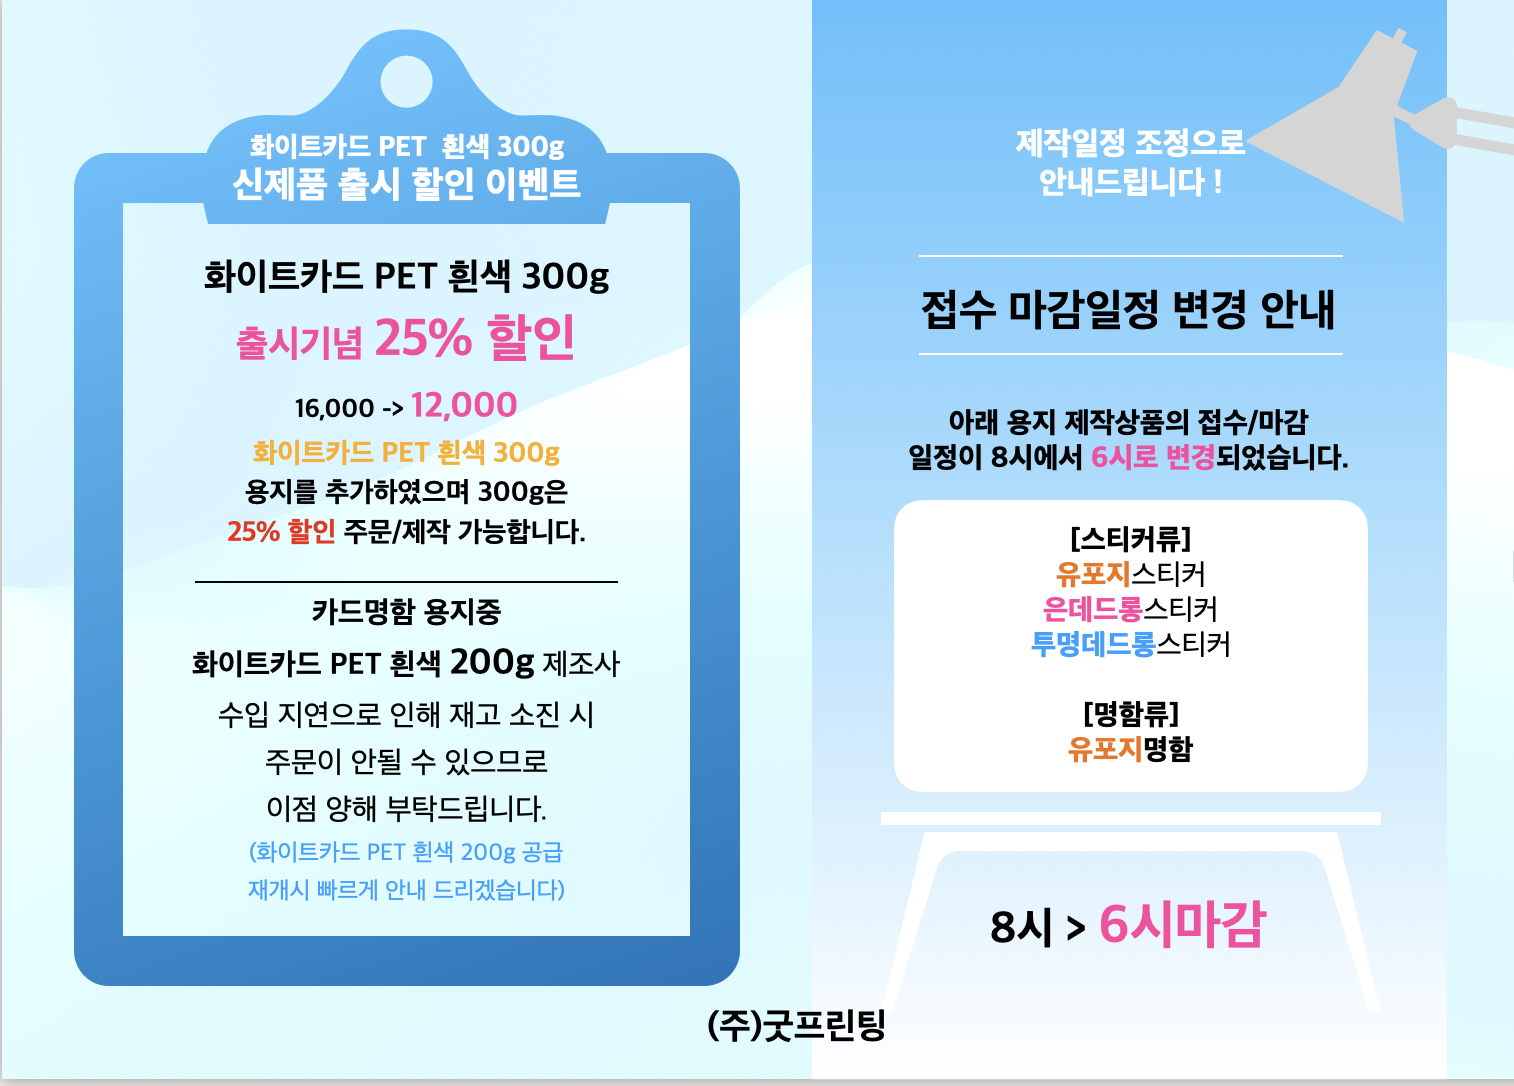 화이트카드 PET 흰색 300g
신제품 출시 할인 이벤트
화이트카드 PET 흰색 300g
출시기념 25% 할인
16,000 -> 12,000
화이트카드 PET 흰색 300g
용지를 추가하였으며 300g은
25% 할인 주문/제작 가능합니다.
카드명함 용지중
화이트카드 PET 흰색 200g 제조사
수입 지연으로 인해 재고 소진 시
주문이 안될 수 있으므로
이점 양해 부탁드립니다.
(화이트카드 PET 흰색 200g 공급
재개시 빠르게 안내 드리겠습니다)
제작일정 조정으로
안내드립니다 !
접수 마감일정 변경 안내
아래 용지 제작상품의 접수/마감
일정이 8시에서 6시로 변경되었습니다.
[스티커류]
유포지스티커
은데드롱스티커
투명데드롱스티커
[명함류]
유포지명함
8시 > 6시마감
(주)굿프린팅